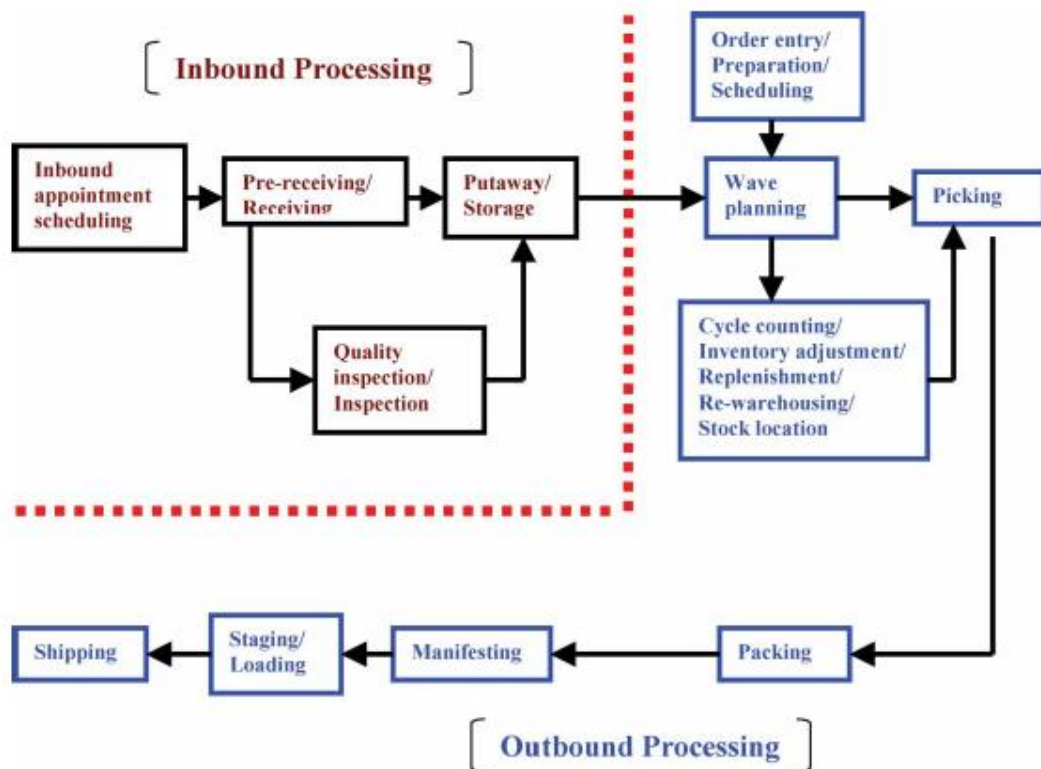 Inbound Processing
Inbound
appointment
scheduling
Pre-receiving/
Receiving
Putaway/
Storage
Quality
inspection/
Inspection
Order entry/
Preparation/
Scheduling
Wave
planning
Picking
Cycle counting/
Inventory adjustment/
Replenishment/
Re-warehousing/
Stock location
Shipping
Staging/
Loading
Manifesting
Packing
Outbound Processing